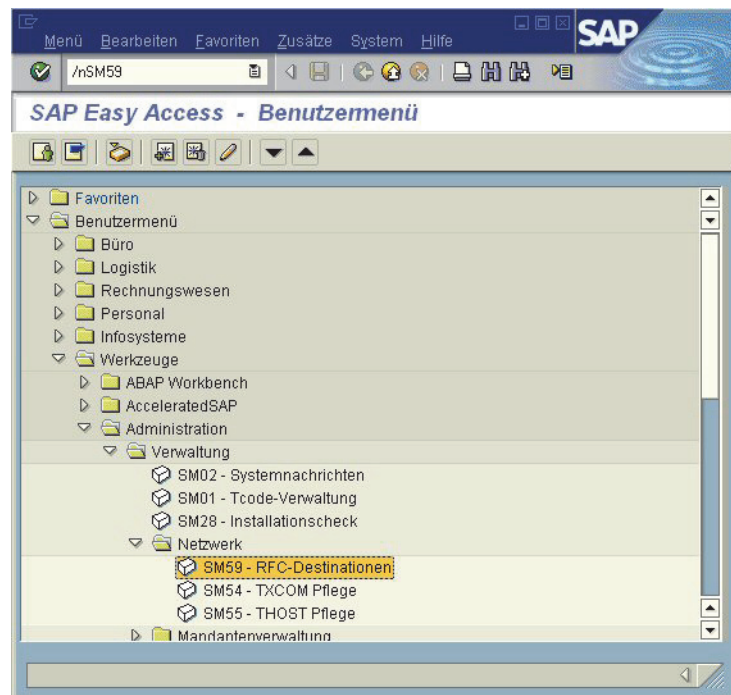 Menü Bearbeiten Favoriten Zusätze System Hilfe
SAP
/nSM59
SAP Easy Access - Benutzermenü
Favoriten
Benutzermenü
Büro
Logistik
Rechnungswesen
Personal
Infosysteme
Werkzeuge
ABAP Workbench
AcceleratedSAP
Administration
Verwaltung
SM02 - Systemnachrichten
SM01 - Tcode-Verwaltung
SM28 - Installationscheck
Netzwerk
SM59 - RFC-Destinationen
SM54 - TXCOM Pflege
SM55 - THOST Pflege
Mandantenverwaltung